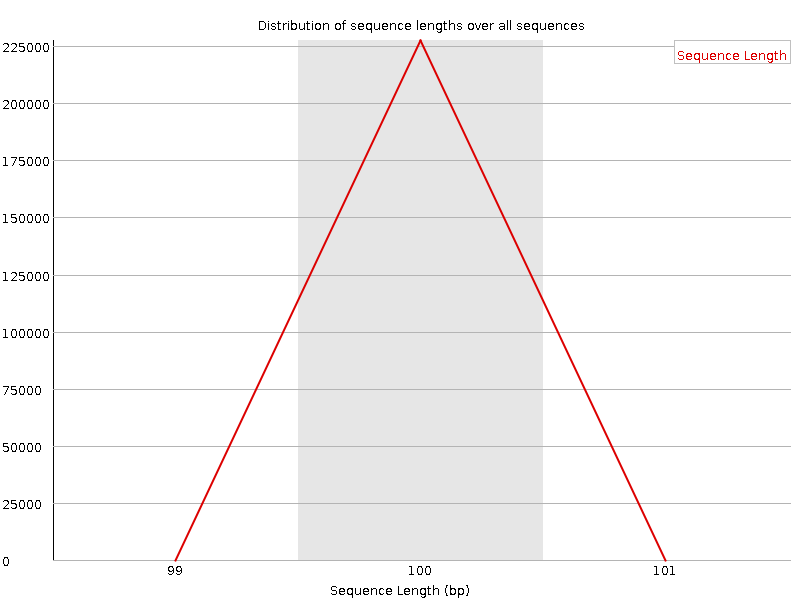 Distribution of sequence lengths over all sequences
Sequence Length
225000
200000
175000
150000
125000
100000
75000
50000
25000
0
99 100 101
Sequence Length (bp)